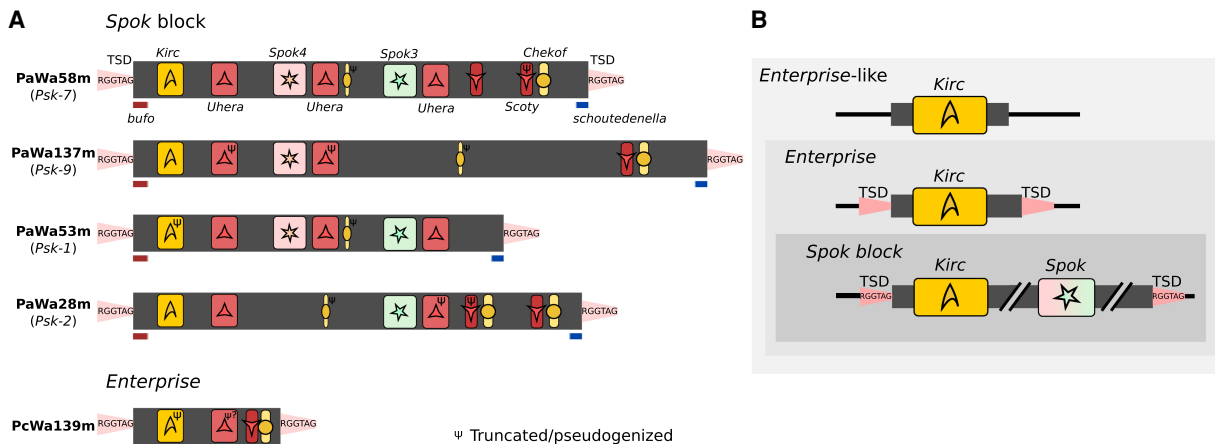 A
Spok block
TSD Kirc Spok4 Spok3 Chekof TSD
PaWa58m RGGTAG ψ ψ RGGTAG
(Psk-7)
Uhera Uhera Uhera Scoty
bufo schoutedenella
PaWa137m RGGTAG ψ ψ ψ RGGTAG
(Psk-9)
PaWa53m RGGTAG ψ ψ RGGTAG
(Psk-1)
PaWa28m RGGTAG ψ ψ ψ RGGTAG
(Psk-2)
Enterprise
PcWa139m RGGTAG ψ ψ? RGGTAG
ψ Truncated/pseudogenized
B
Enterprise-like
Kirc
Enterprise
Kirc
TSD TSD
Spok block
Kirc Spok
TSD TSD
RGGTAG RGGTAG